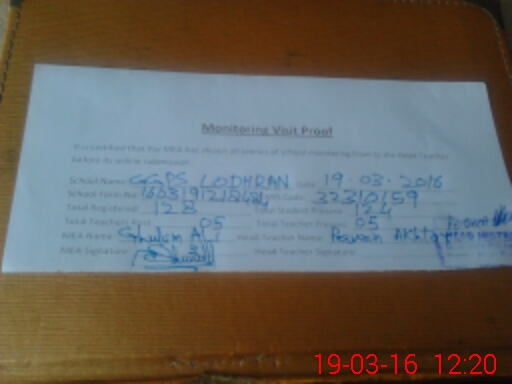 Monitoring Visit Proof
It is certified that the MEA has shown all entries of school monitoring form to the Head Teacher
before its online submission.
School Name: GGPS LODHRAN Date 19.03.2016
School Form No: Code: 37310159
Total Registered 128 Total Student Present 124
Total Teachers Post 05 Total Teacher Present 05
MEA Name: Ghulam Ali Head Teacher Name: Parveen Akhtar
MEA Signature: Head Teacher Signature:
19-03-16 12:20